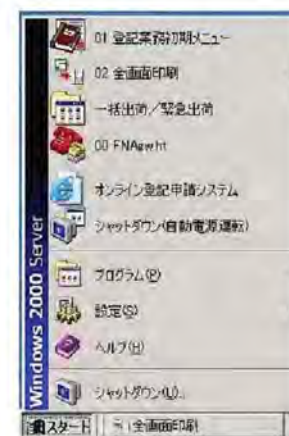 01 登記業務初期メニュー
02 全画面印刷
一括出荷／緊急出荷
00 FNAgwht
オンライン登記申請システム
シャットダウン(自動電源運転)
プログラム(P)
設定(S)
ヘルプ(H)
シャットダウン(U)...
Windows 2000 Server
スタート
全画面印刷